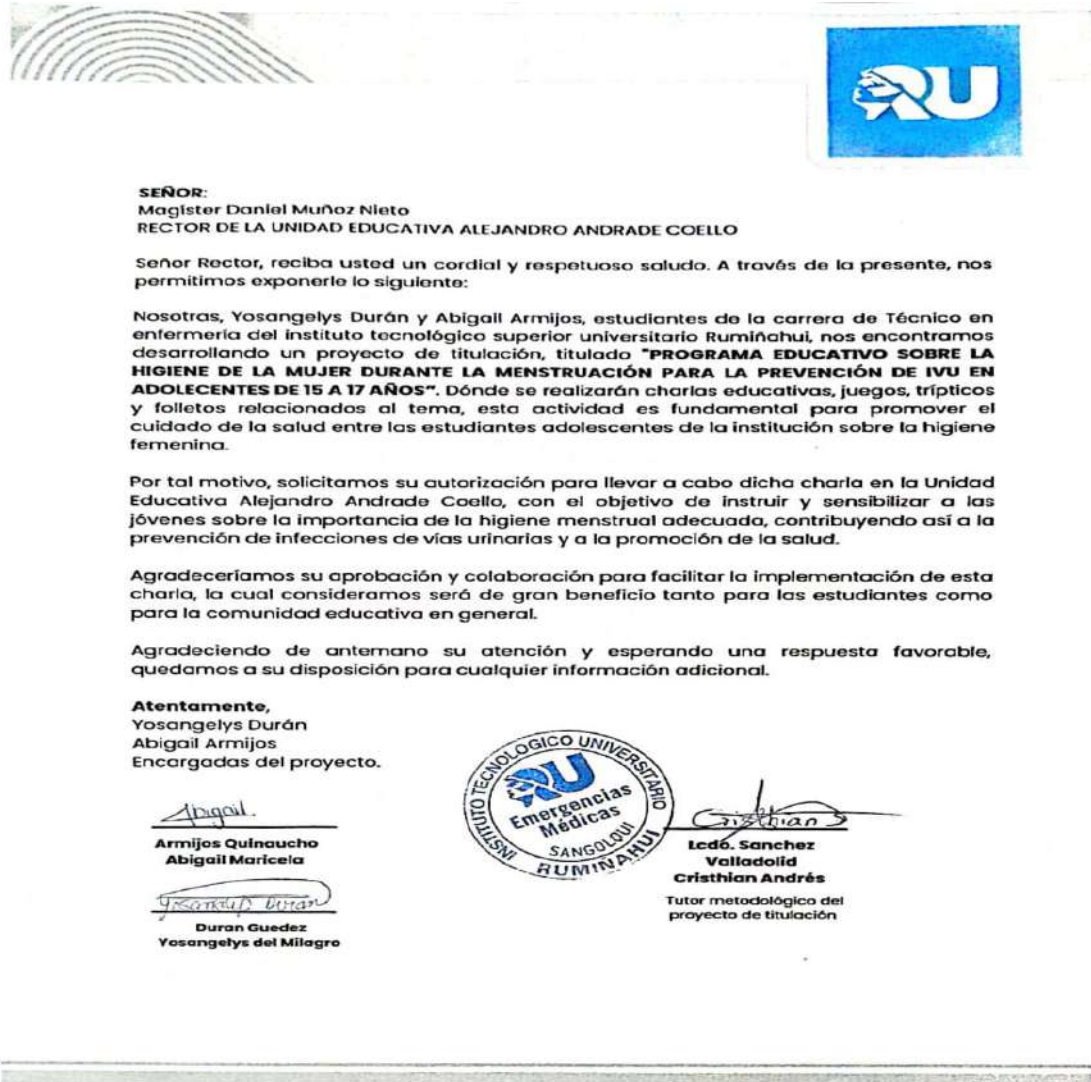 RU
SEÑOR:
Magíster Daniel Muñoz Nieto
RECTOR DE LA UNIDAD EDUCATIVA ALEJANDRO ANDRADE COELLO
Señor Rector, reciba usted un cordial y respetuoso saludo. A través de la presente, nos
permitimos exponerle lo siguiente:
Nosotras, Yosangelys Durán y Abigail Armijos, estudiantes de la carrera de Técnico en
enfermería del instituto tecnológico superior universitario Rumiñahui, nos encontramos
desarrollando un proyecto de titulación, titulado "PROGRAMA EDUCATIVO SOBRE LA
HIGIENE DE LA MUJER DURANTE LA MENSTRUACIÓN PARA LA PREVENCIÓN DE IVU EN
ADOLECENTES DE 15 A 17 AÑOS". Dónde se realizarán charlas educativas, juegos, trípticos
y folletos relacionados al tema, esta actividad es fundamental para promover el
cuidado de la salud entre las estudiantes adolescentes de la institución sobre la higiene
femenina.
Por tal motivo, solicitamos su autorización para llevar a cabo dicha charla en la Unidad
Educativa Alejandro Andrade Coello, con el objetivo de instruir y sensibilizar a las
jóvenes sobre la importancia de la higiene menstrual adecuada, contribuyendo así a la
prevención de infecciones de vías urinarias y a la promoción de la salud.
Agradeceríamos su aprobación y colaboración para facilitar la implementación de esta
charla, la cual consideramos será de gran beneficio tanto para las estudiantes como
para la comunidad educativa en general.
Agradeciendo de antemano su atención y esperando una respuesta favorable,
quedamos a su disposición para cualquier información adicional.
Atentamente,
Yosangelys Durán
Abigail Armijos
Encargadas del proyecto.
Abigail.
Armijos Quinaucho
Abigail Maricela
Yosangelys Duran
Duran Guedez
Yosangelys del Milagro
INSTITUTO TECNOLOGICO UNIVERSITARIO
RU
Emergencias
Médicas
SANGOLQUI
RUMIÑAHUI
Cristhian S
Lcdo. Sanchez
Valladolid
Cristhian Andrés
Tutor metodológico del
proyecto de titulación